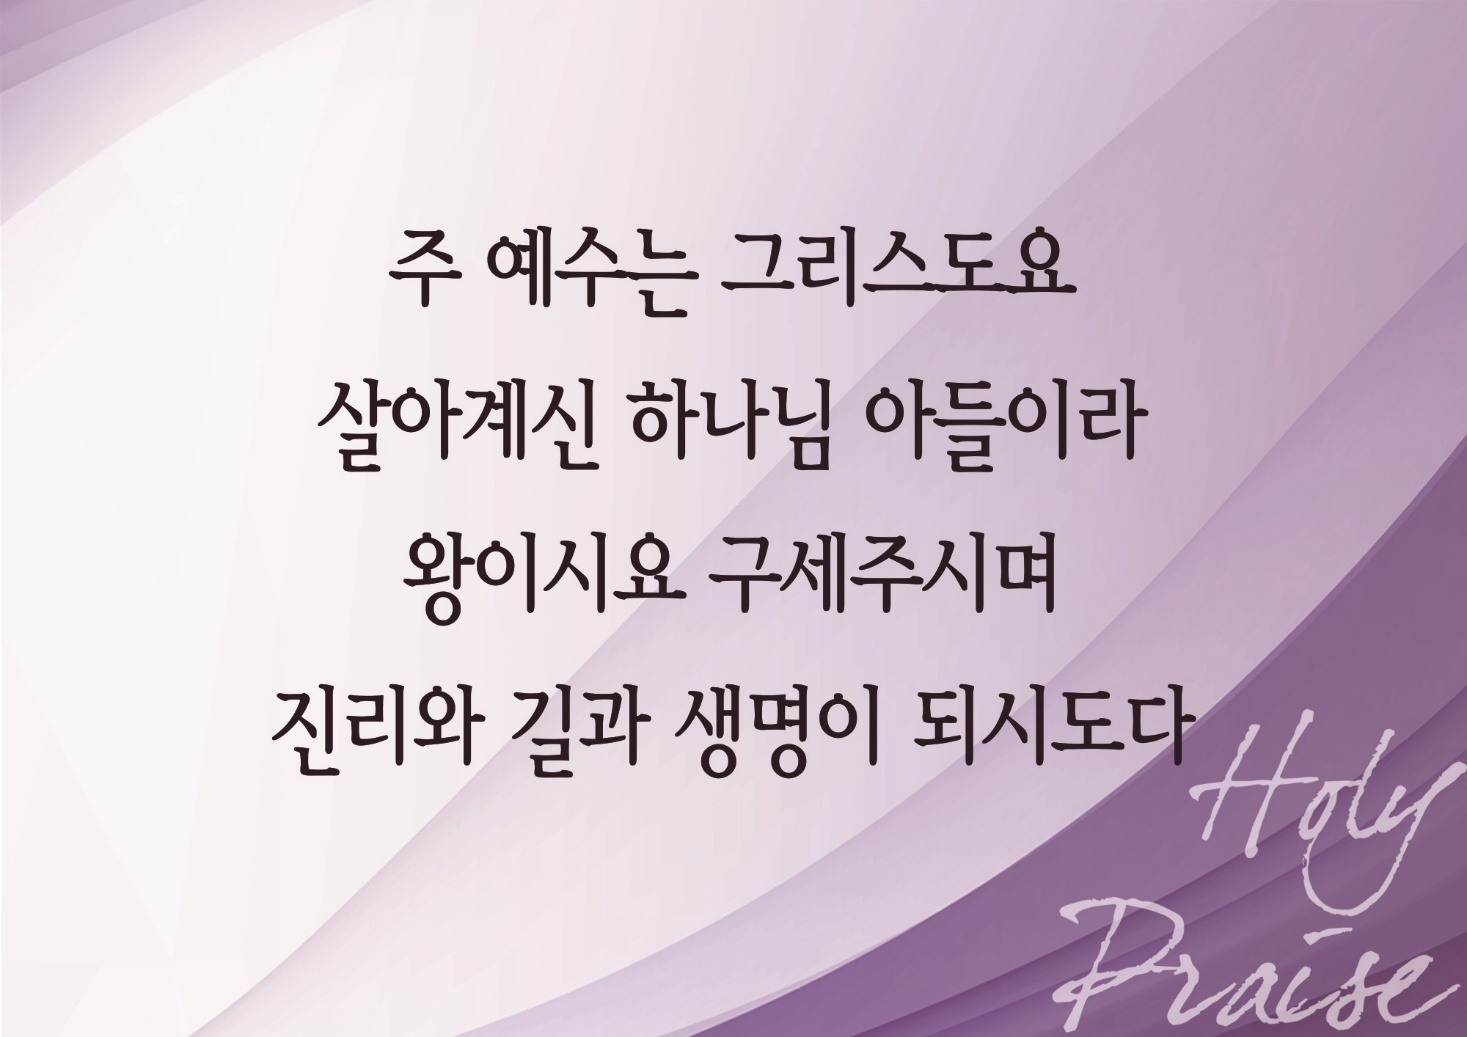 주 예수는 그리스도요
살아계신 하나님 아들이라
왕이시요 구세주시며
진리와 길과 생명이 되시도다
Holy
Praise